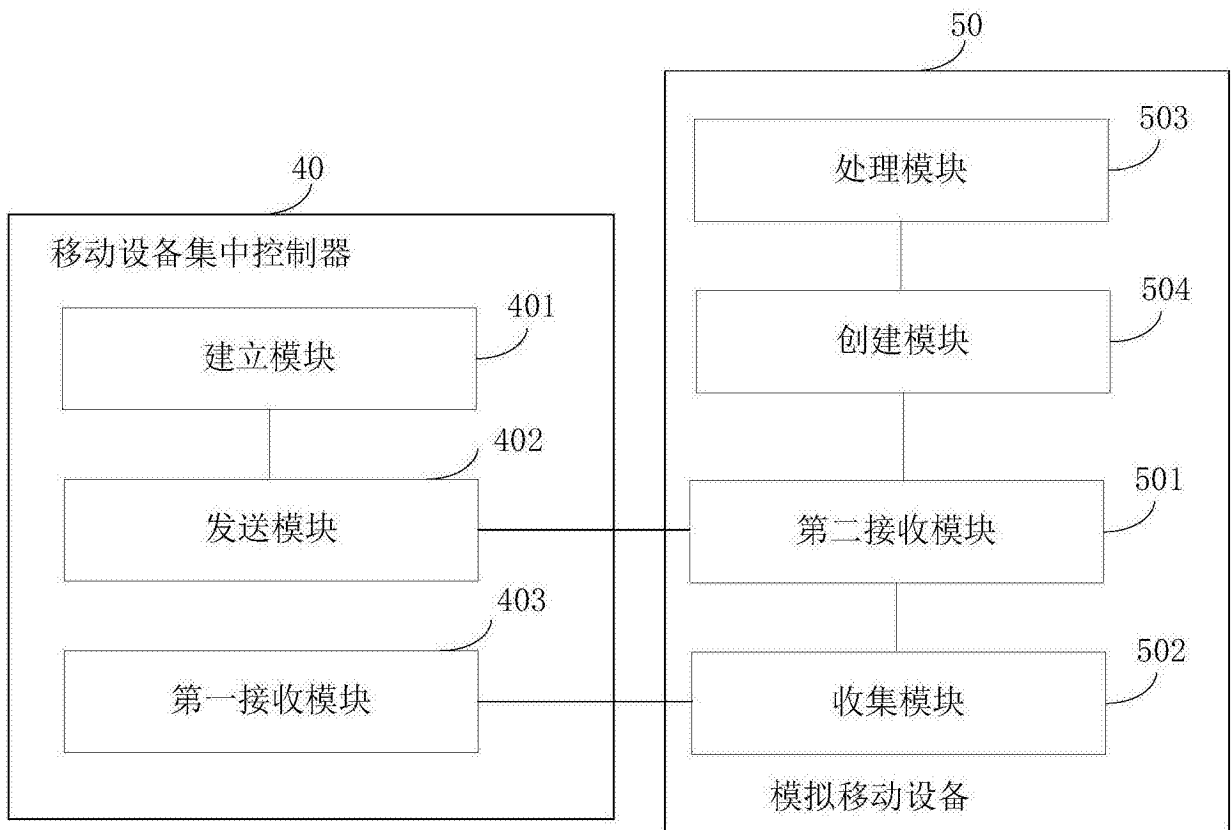 40
移动设备集中控制器
401
建立模块
402
发送模块
403
第一接收模块
50
503
处理模块
504
创建模块
501
第二接收模块
502
收集模块
模拟移动设备